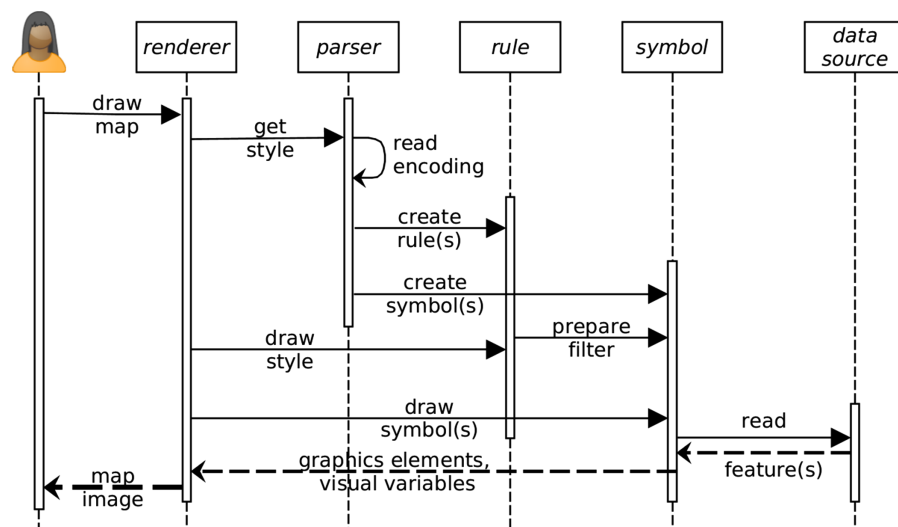 renderer
parser
rule
symbol
data
source
draw
map
get
style
read
encoding
create
rule(s)
create
symbol(s)
prepare
filter
draw
style
draw
symbol(s)
read
graphics elements,
visual variables
feature(s)
map
image